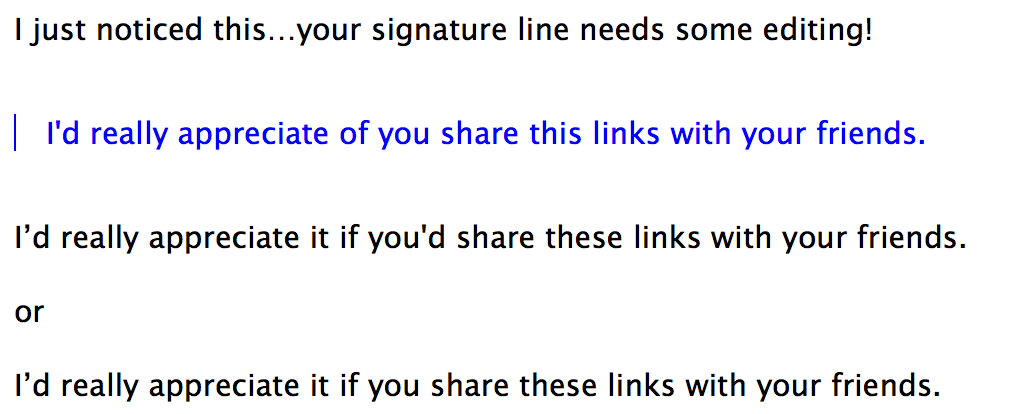 I just noticed this...your signature line needs some editing!
I'd really appreciate of you share this links with your friends.
I’d really appreciate it if you'd share these links with your friends.
or
I’d really appreciate it if you share these links with your friends.